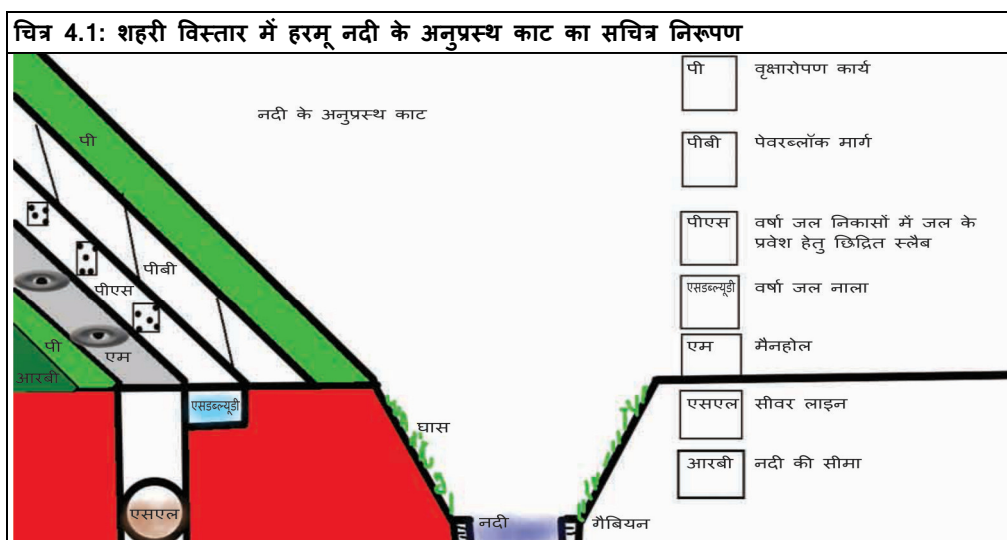 चित्र 4.1: शहरी विस्तार में हरमू नदी के अनुप्रस्थ काट का सचित्र निरूपण
नदी के अनुप्रस्थ काट
पी
पीबी
पीएस
एम
पी
आरबी
एसडब्ल्यूडी
एसएल
घास
नदी
गैबियन
पी वृक्षारोपण कार्य
पीबी पेवरब्लॉक मार्ग
पीएस वर्षा जल निकासों में जल के
प्रवेश हेतु छिद्रित स्लैब
एसडब्ल्यूडी वर्षा जल नाला
एम मैनहोल
एसएल सीवर लाइन
आरबी नदी की सीमा